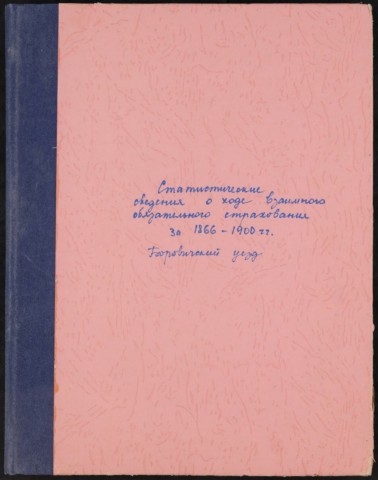 Статистические
сведения о ходе взаимного
обязательного страхования
за 1866-1900 гг.
Боровичский уезд.